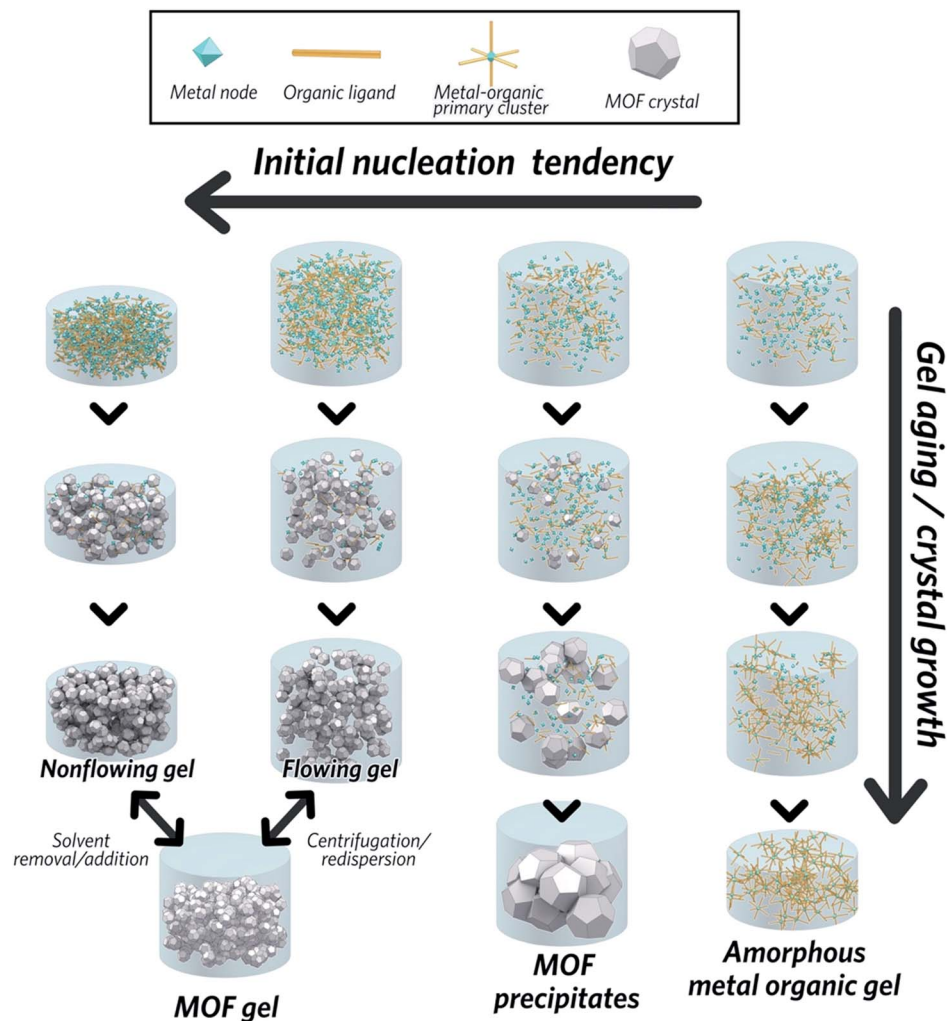 Metal node
Organic ligand
Metal-organic
primary cluster
MOF crystal
Initial nucleation tendency
Gel aging / crystal growth
Nonflowing gel
Flowing gel
Solvent
removal/addition
Centrifugation/
redispersion
MOF gel
MOF
precipitates
Amorphous
metal organic gel